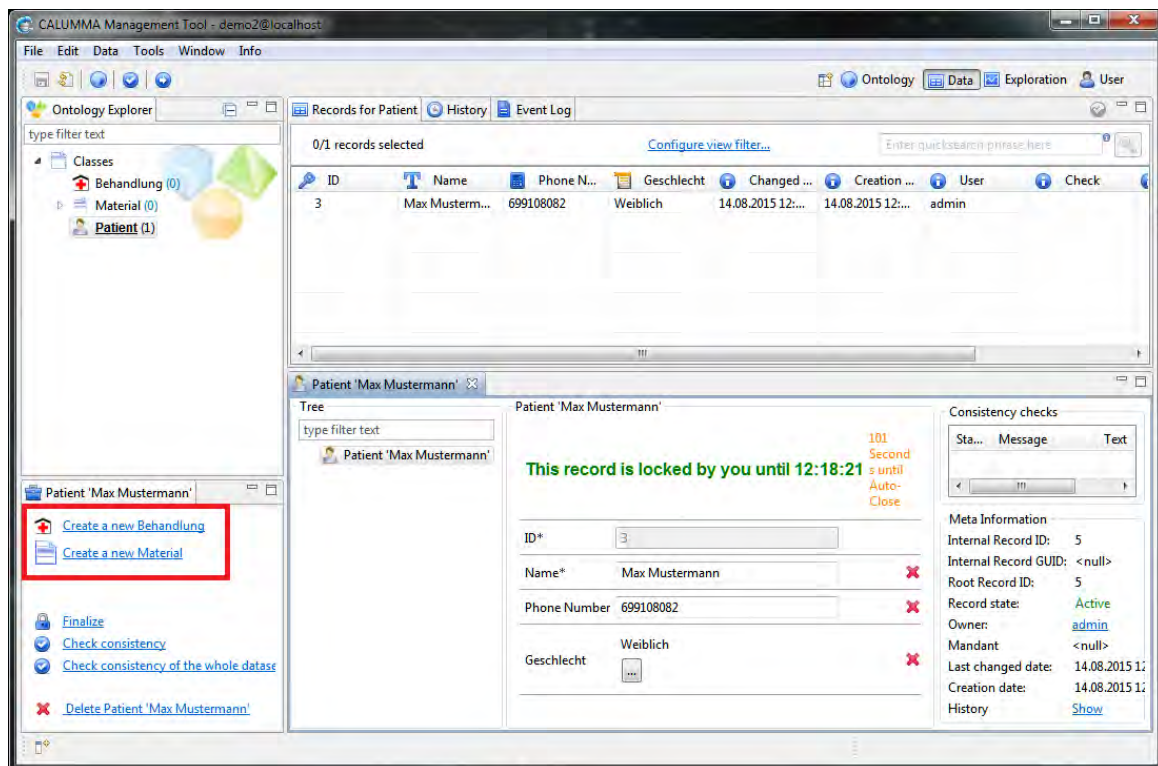 CALUMMA Management Tool - demo2@localhost
File Edit Data Tools Window Info
Ontology Data Exploration User
Ontology Explorer
type filter text
Classes
Behandlung (0)
Material (0)
Patient (1)
Records for Patient History Event Log
0/1 records selected Configure view filter... Enter quicksearch phrase here
ID Name Phone N... Geschlecht Changed ... Creation ... User Check
3 Max Musterm... 699108082 Weiblich 14.08.2015 12:... 14.08.2015 12:... admin
Patient 'Max Mustermann'
Create a new Behandlung
Create a new Material
Finalize
Check consistency
Check consistency of the whole datase
Delete Patient 'Max Mustermann'
Patient 'Max Mustermann'
Tree
type filter text
Patient 'Max Mustermann'
Patient 'Max Mustermann'
This record is locked by you until 12:18:21
101
Second
s until
Auto-
Close
ID* 3
Name* Max Mustermann
Phone Number 699108082
Geschlecht Weiblich
...
Consistency checks
Sta... Message Text
Meta Information
Internal Record ID: 5
Internal Record GUID: <null>
Root Record ID: 5
Record state: Active
Owner: admin
Mandant <null>
Last changed date: 14.08.2015 12
Creation date: 14.08.2015 12
History Show